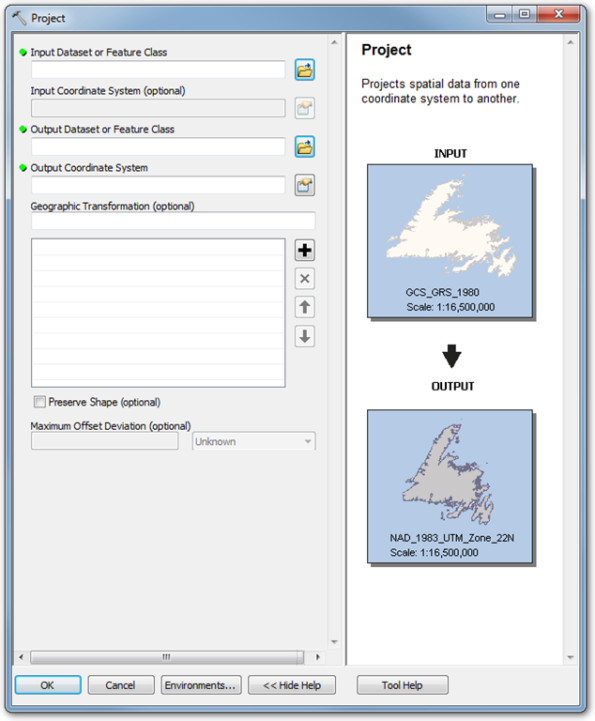 Project
Input Dataset or Feature Class
Input Coordinate System (optional)
Output Dataset or Feature Class
Output Coordinate System
Geographic Transformation (optional)
Preserve Shape (optional)
Maximum Offset Deviation (optional)
Unknown
Project
Projects spatial data from one
coordinate system to another.
INPUT
GCS_GRS_1980
Scale: 1:16,500,000
OUTPUT
NAD_1983_UTM_Zone_22N
Scale: 1:16,500,000
OK
Cancel
Environments...
<< Hide Help
Tool Help